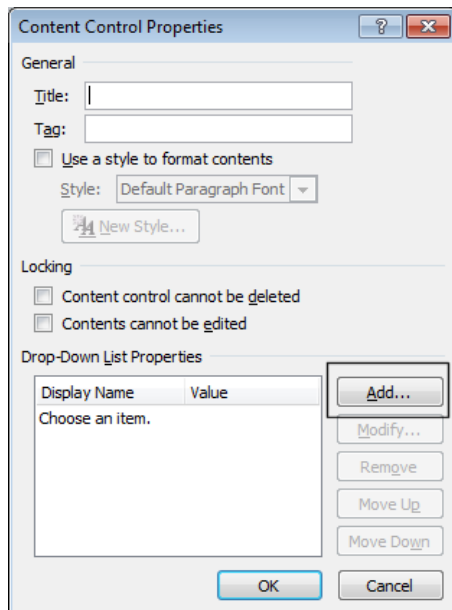 Content Control Properties
General
Title:
Tag:
Use a style to format contents
Style: Default Paragraph Font
New Style...
Locking
Content control cannot be deleted
Contents cannot be edited
Drop-Down List Properties
Display Name Value
Choose an item.
Add...
Modify...
Remove
Move Up
Move Down
OK Cancel